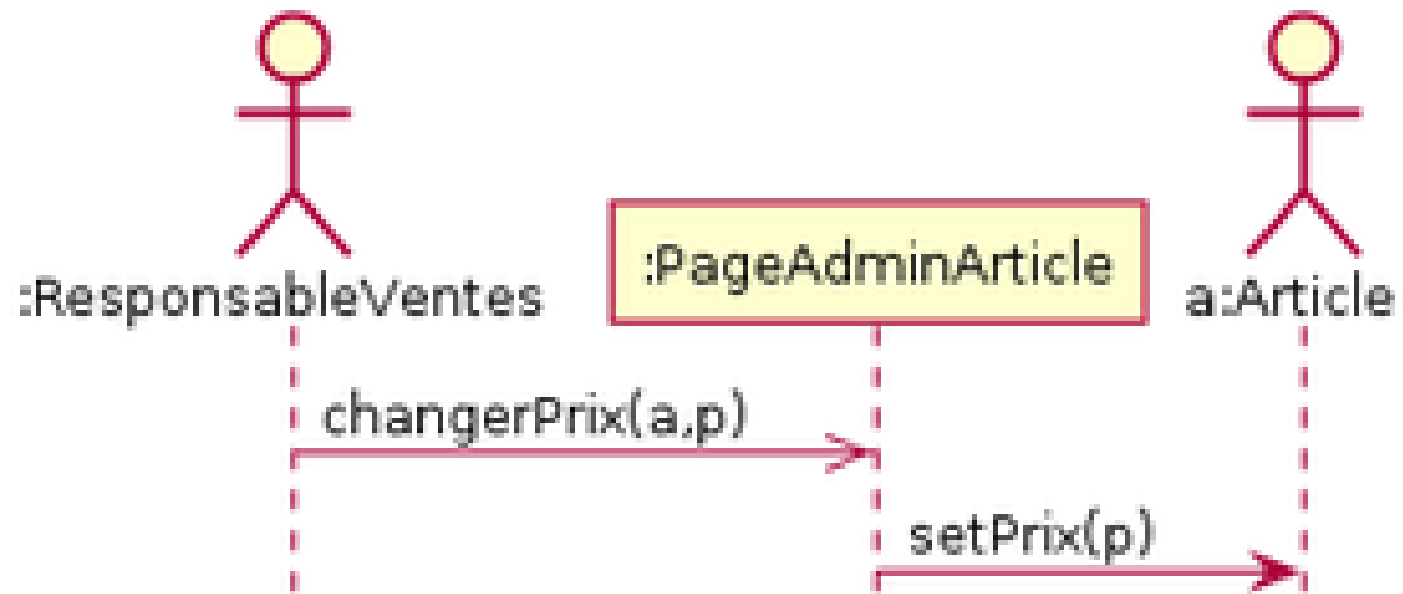 :ResponsableVentes
:PageAdminArticle
a:Article
changerPrix(a,p)
setPrix(p)